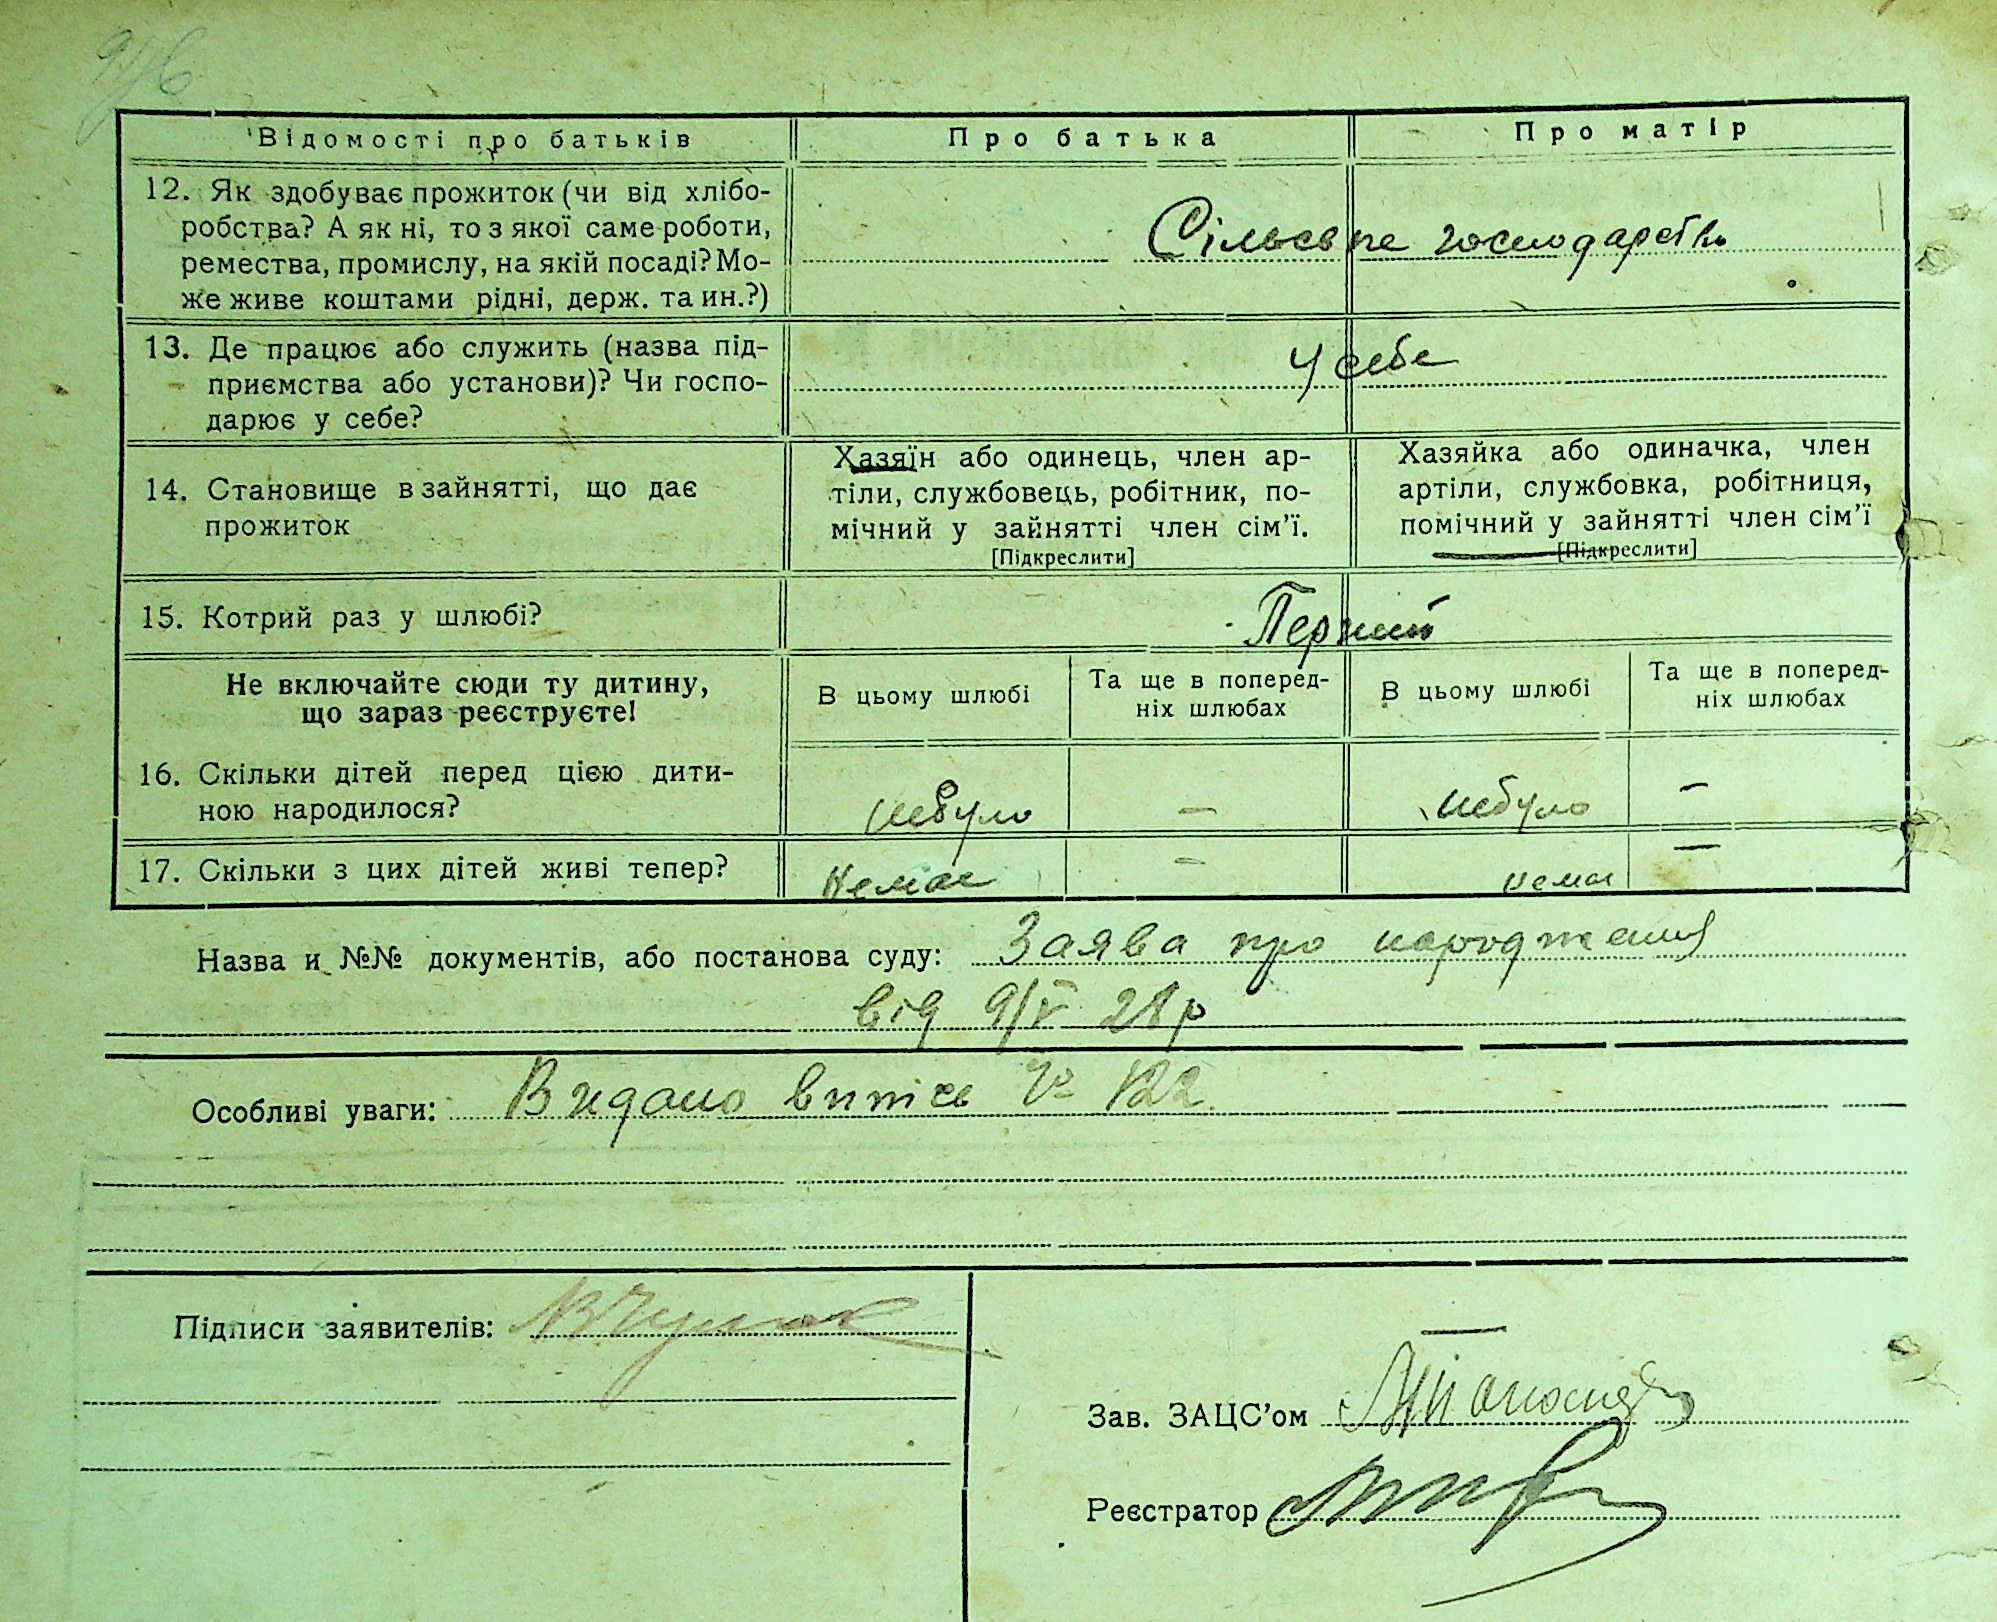 Відомості про батьків
Про батька
Про матір
12. Як здобуває прожиток (чи від хлібо-
робства? А як ні, то з якої саме роботи,
ремества, промислу, на якій посаді? Мо-
же живе коштами рідні, держ. та ин.?)
Сільське господарство
13. Де працює або служить (назва під-
приємства або установи)? Чи госпо-
дарює у себе?
У себе
14. Становище в зайнятті, що дає
прожиток
Хазяїн або одинець, член ар-
тіли, службовець, робітник, по-
мічний у зайнятті член сім'ї.
[Підкреслити]
Хазяйка або одиначка, член
артіли, службовка, робітниця,
помічний у зайнятті член сім'ї
[Підкреслити]
15. Котрий раз у шлюбі?
Перший
Не включайте сюди ту дитину,
що зараз реєструєте!
В цьому шлюбі
Та ще в поперед-
ніх шлюбах
В цьому шлюбі
Та ще в поперед-
ніх шлюбах
16. Скільки дітей перед цією дити-
ною народилося?
небуло
—
небуло
—
17. Скільки з цих дітей живі тепер?
немає
—
немає
—
Назва и №№ документів, або постанова суду: Заява про народження
від 9/V 28 р
Особливі уваги: Видано витісь № 122
Підписи заявителів:
Зав. ЗАЦС'ом
Реєстратор